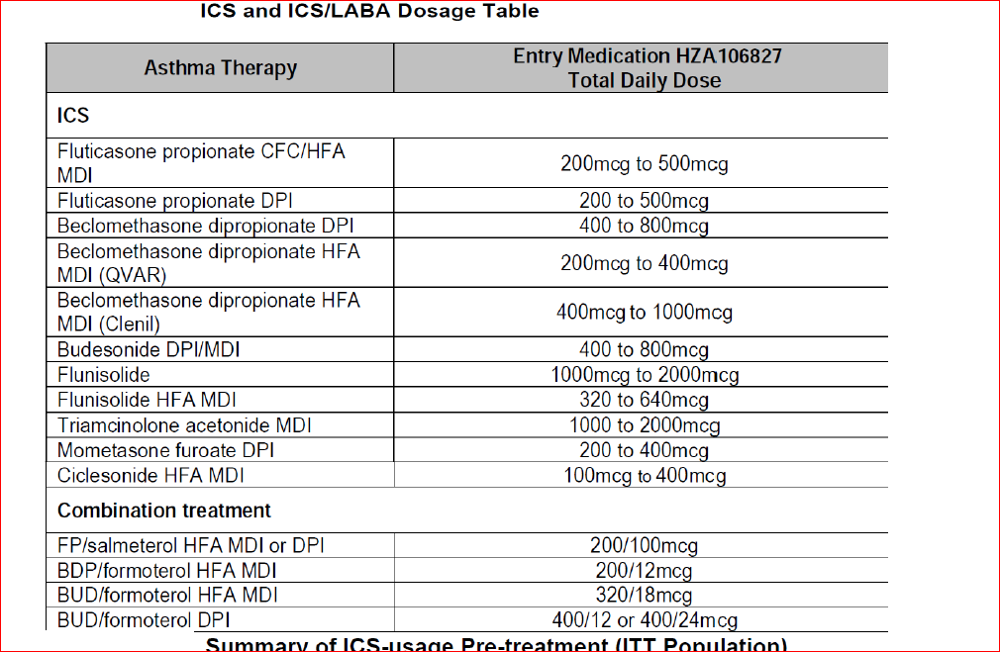 ICS and ICS/LABA Dosage Table
Asthma Therapy
Entry Medication HZA106827
Total Daily Dose
ICS
Fluticasone propionate CFC/HFA
MDI
200mcg to 500mcg
Fluticasone propionate DPI
200 to 500mcg
Beclomethasone dipropionate DPI
400 to 800mcg
Beclomethasone dipropionate HFA
MDI (QVAR)
200mcg to 400mcg
Beclomethasone dipropionate HFA
MDI (Clenil)
400mcg to 1000mcg
Budesonide DPI/MDI
400 to 800mcg
Flunisolide
1000mcg to 2000mcg
Flunisolide HFA MDI
320 to 640mcg
Triamcinolone acetonide MDI
1000 to 2000mcg
Mometasone furoate DPI
200 to 400mcg
Ciclesonide HFA MDI
100mcg to 400mcg
Combination treatment
FP/salmeterol HFA MDI or DPI
200/100mcg
BDP/formoterol HFA MDI
200/12mcg
BUD/formoterol HFA MDI
320/18mcg
BUD/formoterol DPI
400/12 or 400/24mcg
Summary of ICS-usage Pre-treatment (ITT Population)